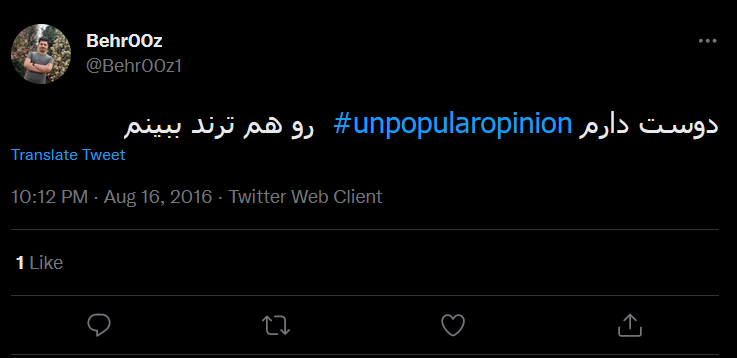 Behr00z
@Behr00z1
دوست دارم #unpopularopinion رو هم ترند ببینم
Translate Tweet
10:12 PM · Aug 16, 2016 · Twitter Web Client
1 Like